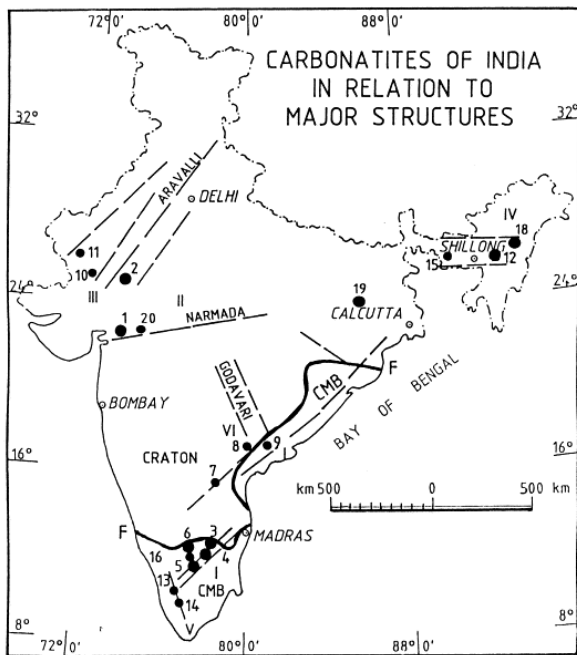 72°0'
80°0'
88°0'
CARBONATITES OF INDIA
IN RELATION TO
MAJOR STRUCTURES
32°
32°
ARAVALLI
DELHI
IV
18
11
SHILLONG
10
2
15
12
24°
III
24°
II
19
1
20
NARMADA
CALCUTTA
F
GODAVARI
CMB
BOMBAY
BAY OF BENGAL
VI
8
9
16°
CRATON
I
16°
7
km 500
0
500 km
F
6
3
MADRAS
16
4
5
I
13
CMB
14
8°
V
8°
72°0'
80°0'
88°0'